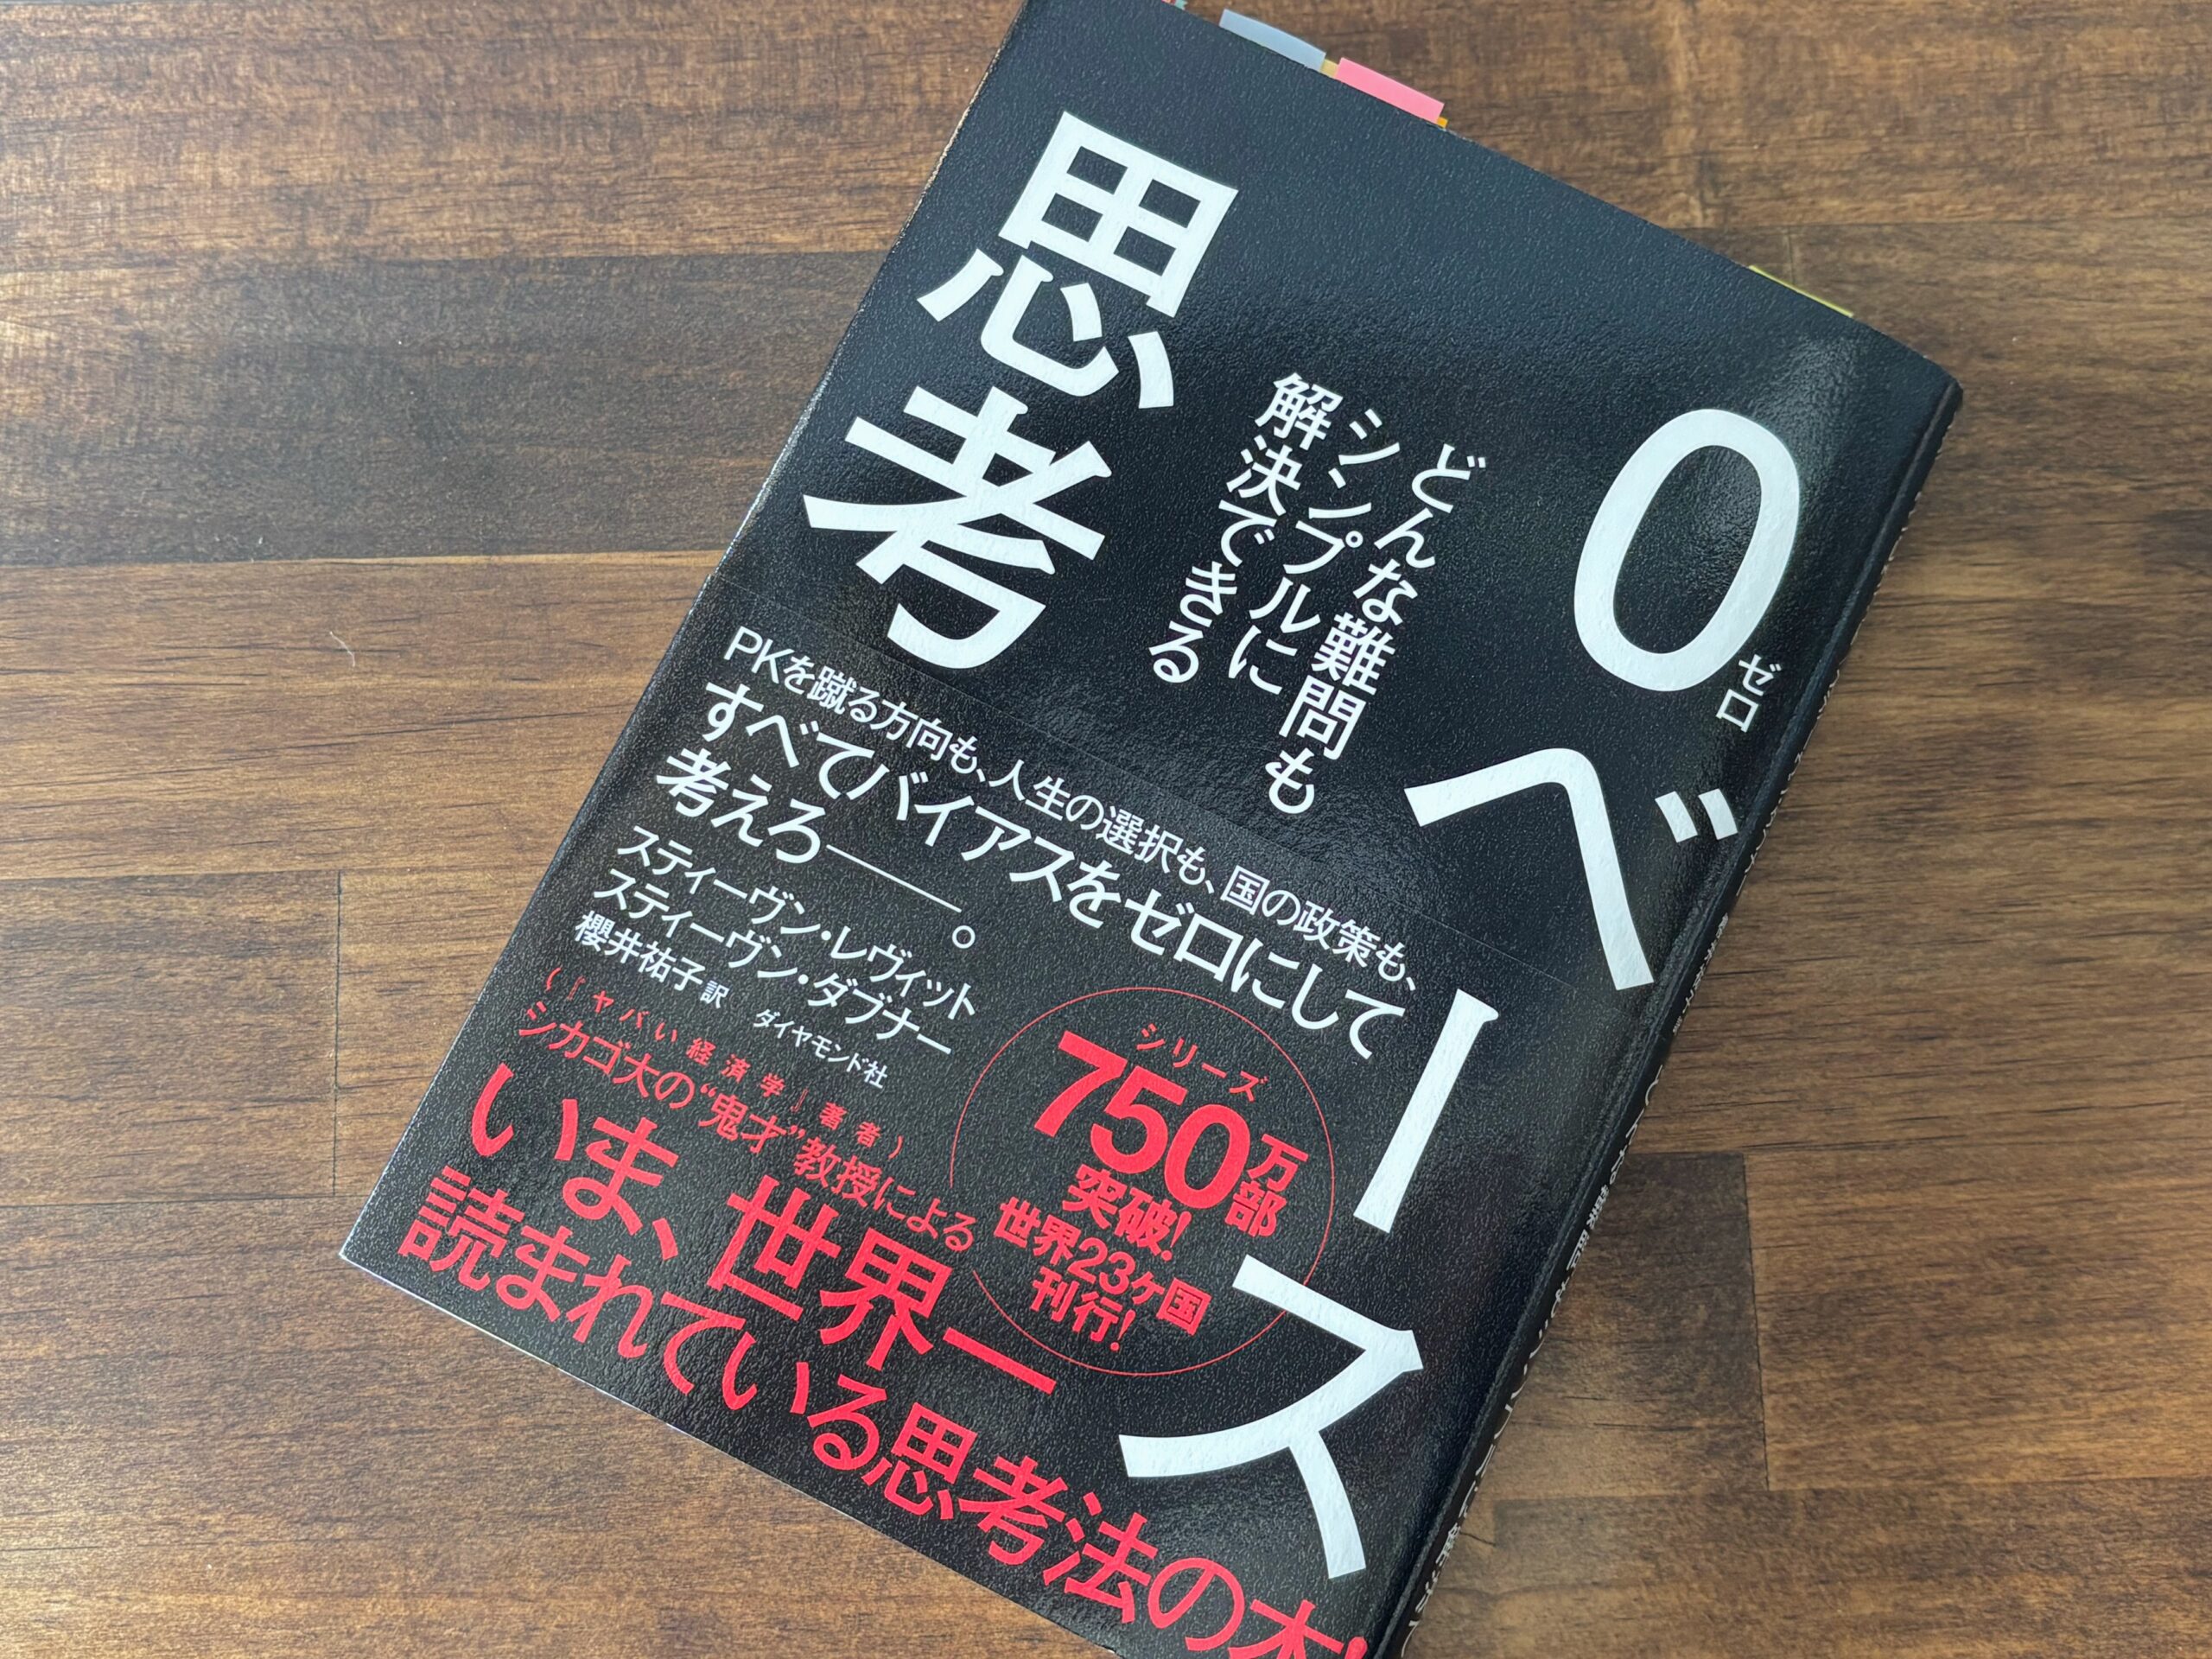 0ベース
ゼロ
思考
どんな難問も
シンプルに
解決できる
PKを蹴る方向も、人生の選択も、国の政策も、
すべてバイアスをゼロにして
考えろ――。
スティーヴン・レヴィット
スティーヴン・ダブナー
櫻井祐子 訳
ダイヤモンド社
シリーズ
750万部
突破!
世界23ヶ国
刊行!
(『ヤバい経済学』著者)
シカゴ大の“鬼才”教授による
いま、世界一
読まれている思考法の本!